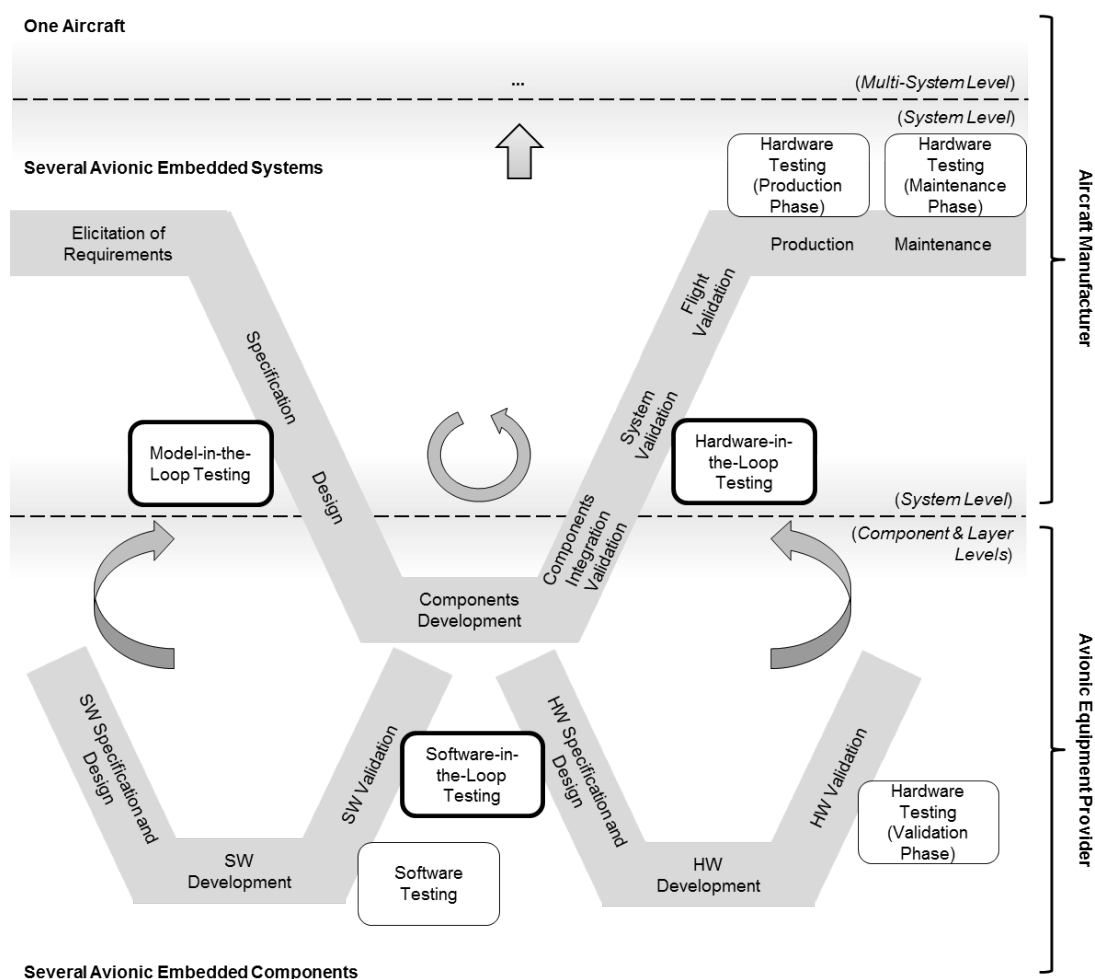 One Aircraft
...
(Multi-System Level)
(System Level)
Several Avionic Embedded Systems
Hardware
Testing
(Production
Phase)
Hardware
Testing
(Maintenance
Phase)
Elicitation of
Requirements
Production
Maintenance
Aircraft Manufacturer
Specification
Design
Flight
Validation
System
Validation
Components
Integration
Validation
Model-in-the-
Loop Testing
Hardware-in-
the-Loop
Testing
(System Level)
(Component & Layer
Levels)
Components
Development
Avionic Equipment Provider
SW Specification and
Design
SW Validation
Software-in-
the-Loop
Testing
HW Specification and
Design
HW Validation
Hardware
Testing
(Validation
Phase)
SW
Development
Software
Testing
HW
Development
Several Avionic Embedded Components